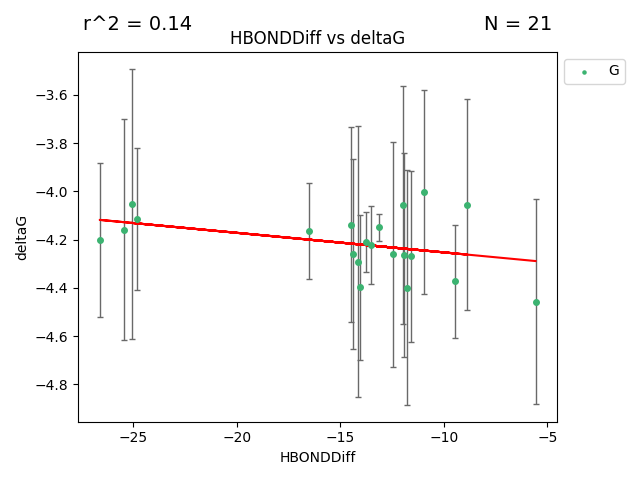 r^2 = 0.14
N = 21
HBONDDiff vs deltaG
G
−3.6
−3.8
−4.0
−4.2
−4.4
−4.6
−4.8
deltaG
−25
−20
−15
−10
−5
HBONDDiff